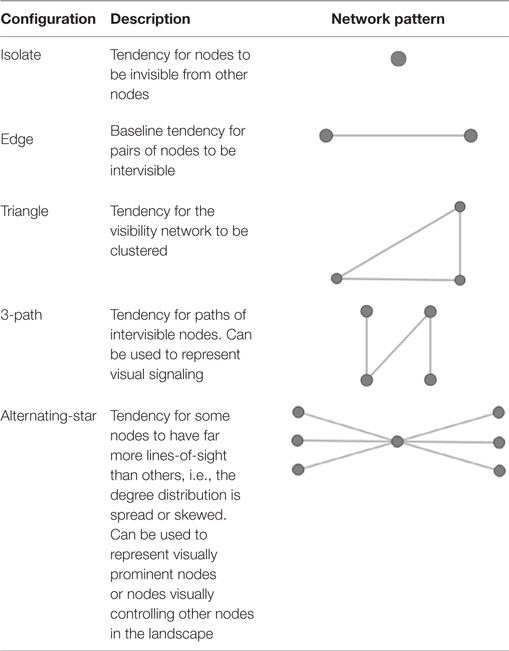 Configuration Description Network pattern
Isolate Tendency for nodes to
be invisible from other
nodes
Edge Baseline tendency for
pairs of nodes to be
intervisible
Triangle Tendency for the
visibility network to be
clustered
3-path Tendency for paths of
intervisible nodes. Can
be used to represent
visual signaling
Alternating-star Tendency for some
nodes to have far
more lines-of-sight
than others, i.e., the
degree distribution is
spread or skewed.
Can be used to
represent visually
prominent nodes
or nodes visually
controlling other nodes
in the landscape